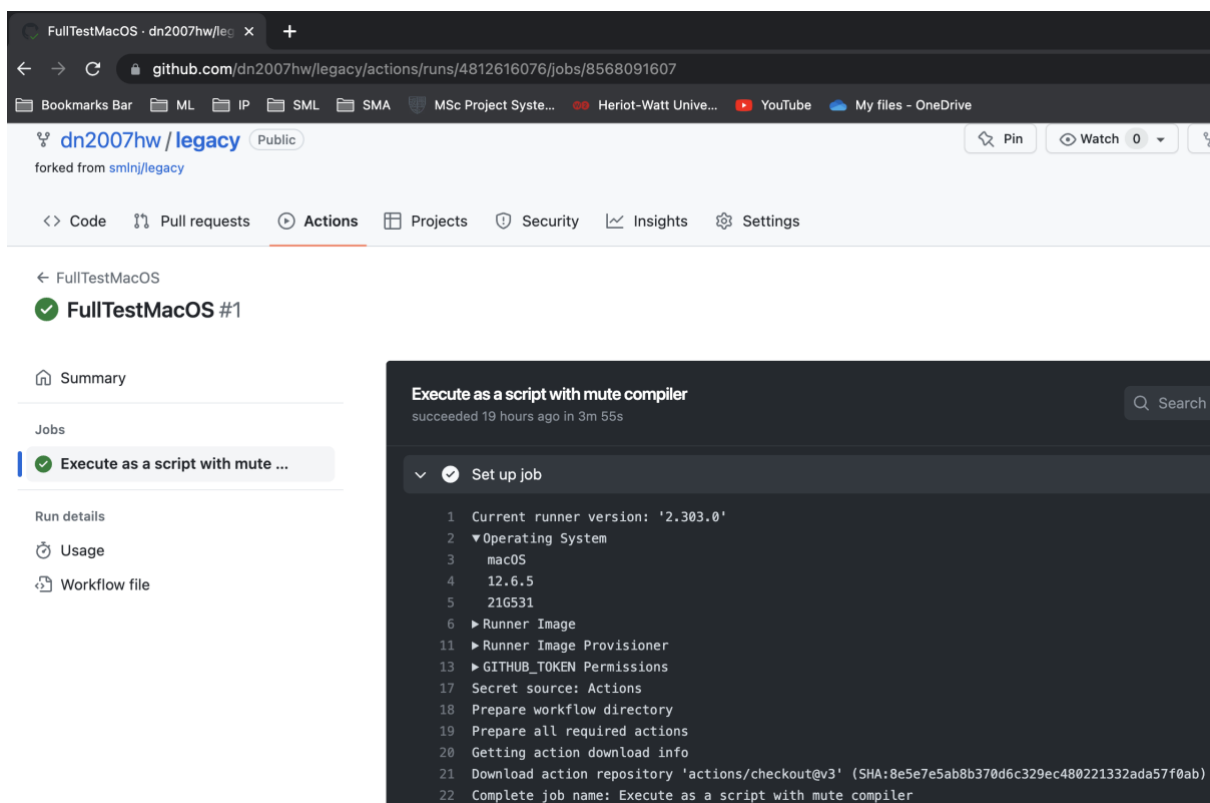 FullTestMacOS · dn2007hw/leg
github.com/dn2007hw/legacy/actions/runs/4812616076/jobs/8568091607
Bookmarks Bar ML IP SML SMA MSc Project Syste... Heriot-Watt Unive... YouTube My files - OneDrive
dn2007hw / legacy Public Pin Watch 0
forked from smlnj/legacy
Code Pull requests Actions Projects Security Insights Settings
← FullTestMacOS
FullTestMacOS #1
Summary
Jobs
Execute as a script with mute ...
Run details
Usage
Workflow file
Execute as a script with mute compiler
succeeded 19 hours ago in 3m 55s
Search
Set up job
1 Current runner version: '2.303.0'
2 ▼Operating System
3 macOS
4 12.6.5
5 21G531
6 ▶Runner Image
11 ▶Runner Image Provisioner
13 ▶GITHUB_TOKEN Permissions
17 Secret source: Actions
18 Prepare workflow directory
19 Prepare all required actions
20 Getting action download info
21 Download action repository 'actions/checkout@v3' (SHA:8e5e7e5ab8b370d6c329ec480221332ada57f0ab)
22 Complete job name: Execute as a script with mute compiler